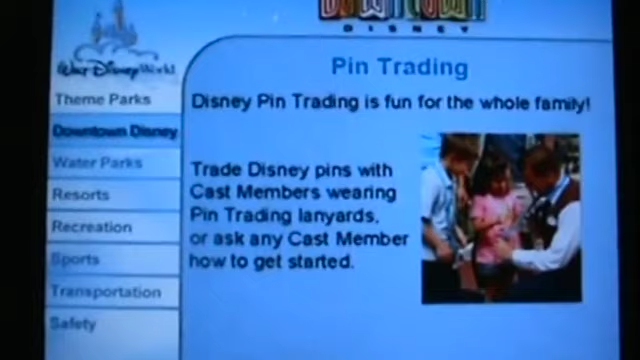 DOWNTOWN
DISNEY
Walt Disney World
Pin Trading
Theme Parks
Downtown Disney
Water Parks
Resorts
Recreation
Sports
Transportation
Safety
Disney Pin Trading is fun for the whole family!
Trade Disney pins with
Cast Members wearing
Pin Trading lanyards,
or ask any Cast Member
how to get started.